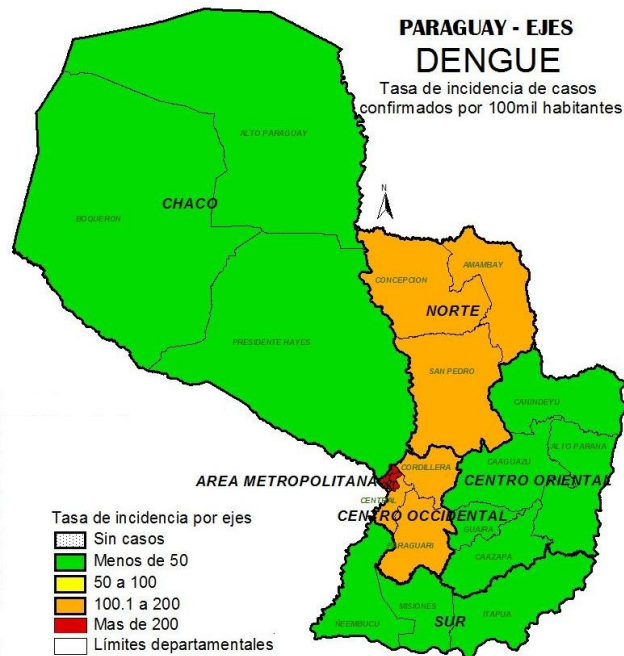 PARAGUAY - EJES
DENGUE
Tasa de incidencia de casos
confirmados por 100mil habitantes
N
ALTO PARAGUAY
CHACO
BOQUERON
CONCEPCION
AMAMBAY
NORTE
PRESIDENTE HAYES
SAN PEDRO
CANINDEYU
ALTO PARANA
CAAGUAZU
CORDILLERA
AREA METROPOLITANA
CENTRO ORIENTAL
CENTRAL
CENTRO OCCIDENTAL
GUAIRA
PARAGUARI
CAAZAPA
MISIONES
ITAPUA
ÑEEMBUCU
SUR
Tasa de incidencia por ejes
Sin casos
Menos de 50
50 a 100
100.1 a 200
Mas de 200
Límites departamentales